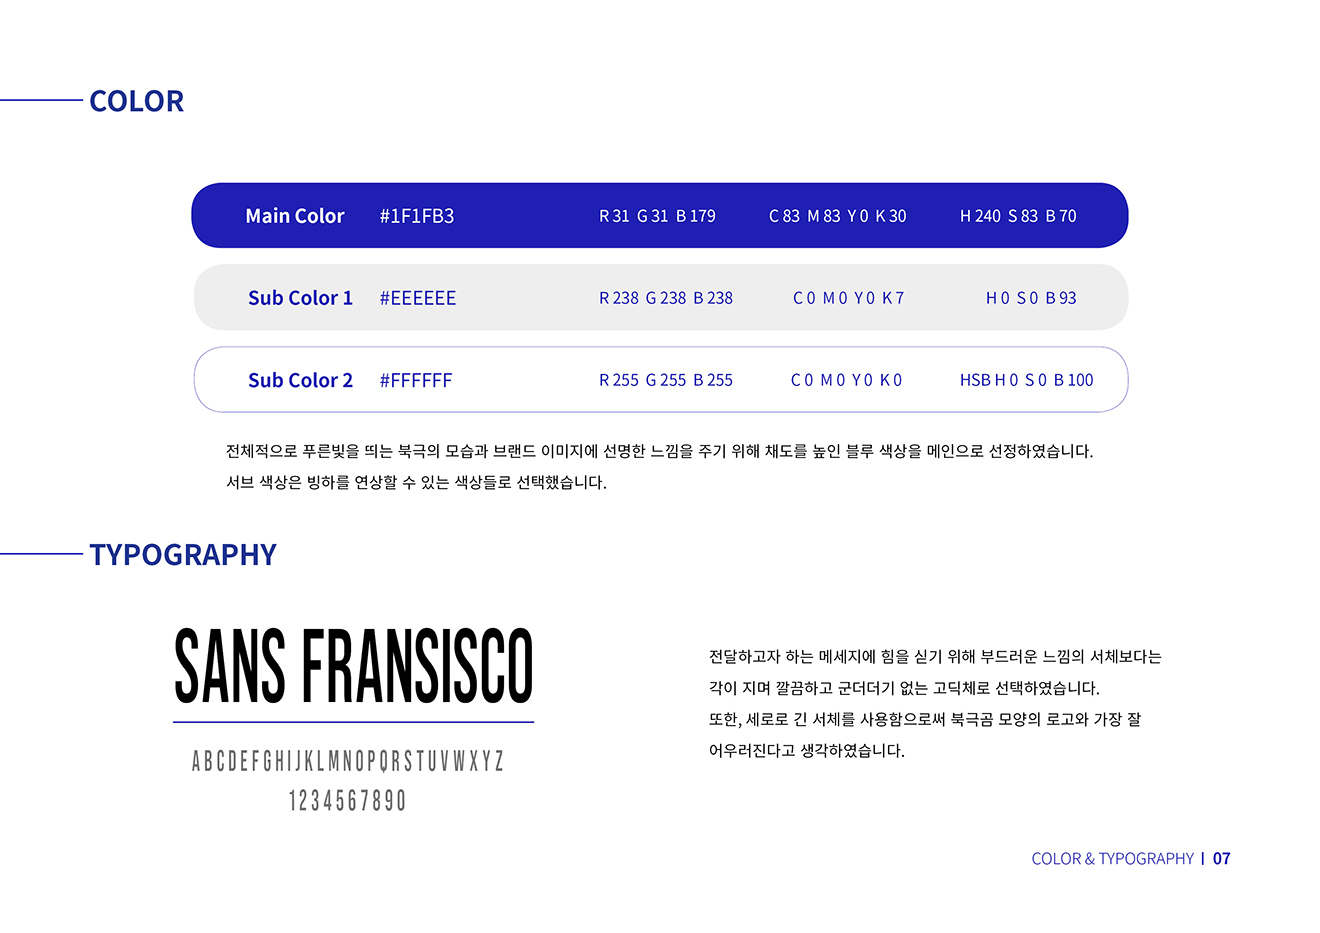 COLOR
Main Color #1F1FB3 R 31 G 31 B 179 C 83 M 83 Y 0 K 30 H 240 S 83 B 70
Sub Color 1 #EEEEEE R 238 G 238 B 238 C 0 M 0 Y 0 K 7 H 0 S 0 B 93
Sub Color 2 #FFFFFF R 255 G 255 B 255 C 0 M 0 Y 0 K 0 HSB H 0 S 0 B 100
전체적으로 푸른빛을 띄는 북극의 모습과 브랜드 이미지에 선명한 느낌을 주기 위해 채도를 높인 블루 색상을 메인으로 선정하였습니다.
서브 색상은 빙하를 연상할 수 있는 색상들로 선택했습니다.
TYPOGRAPHY
SANS FRANSISCO
ABCDEFGHIJKLMNOPQRSTUVWXYZ
1234567890
전달하고자 하는 메세지에 힘을 싣기 위해 부드러운 느낌의 서체보다는
각이 지며 깔끔하고 군더더기 없는 고딕체로 선택하였습니다.
또한, 세로로 긴 서체를 사용함으로써 북극곰 모양의 로고와 가장 잘
어우러진다고 생각하였습니다.
COLOR & TYPOGRAPHY | 07